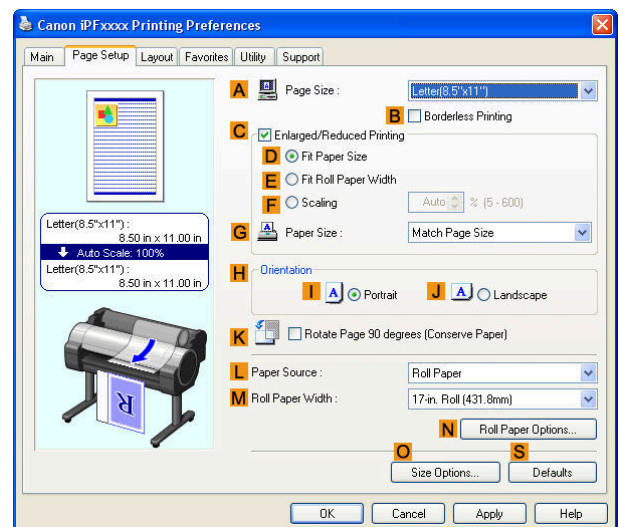 Canon iPFxxxx Printing Preferences
Main Page Setup Layout Favorites Utility Support
A Page Size : Letter(8.5"x11")
B Borderless Printing
C Enlarged/Reduced Printing
D Fit Paper Size
E Fit Roll Paper Width
F Scaling Auto % (5 - 600)
G Paper Size : Match Page Size
Letter(8.5"x11") :
8.50 in x 11.00 in
Auto Scale: 100%
Letter(8.5"x11") :
8.50 in x 11.00 in
H Orientation
I A Portrait J A Landscape
K Rotate Page 90 degrees (Conserve Paper)
R
L Paper Source : Roll Paper
M Roll Paper Width : 17-in. Roll (431.8mm)
N Roll Paper Options...
O S
Size Options... Defaults
OK Cancel Apply Help